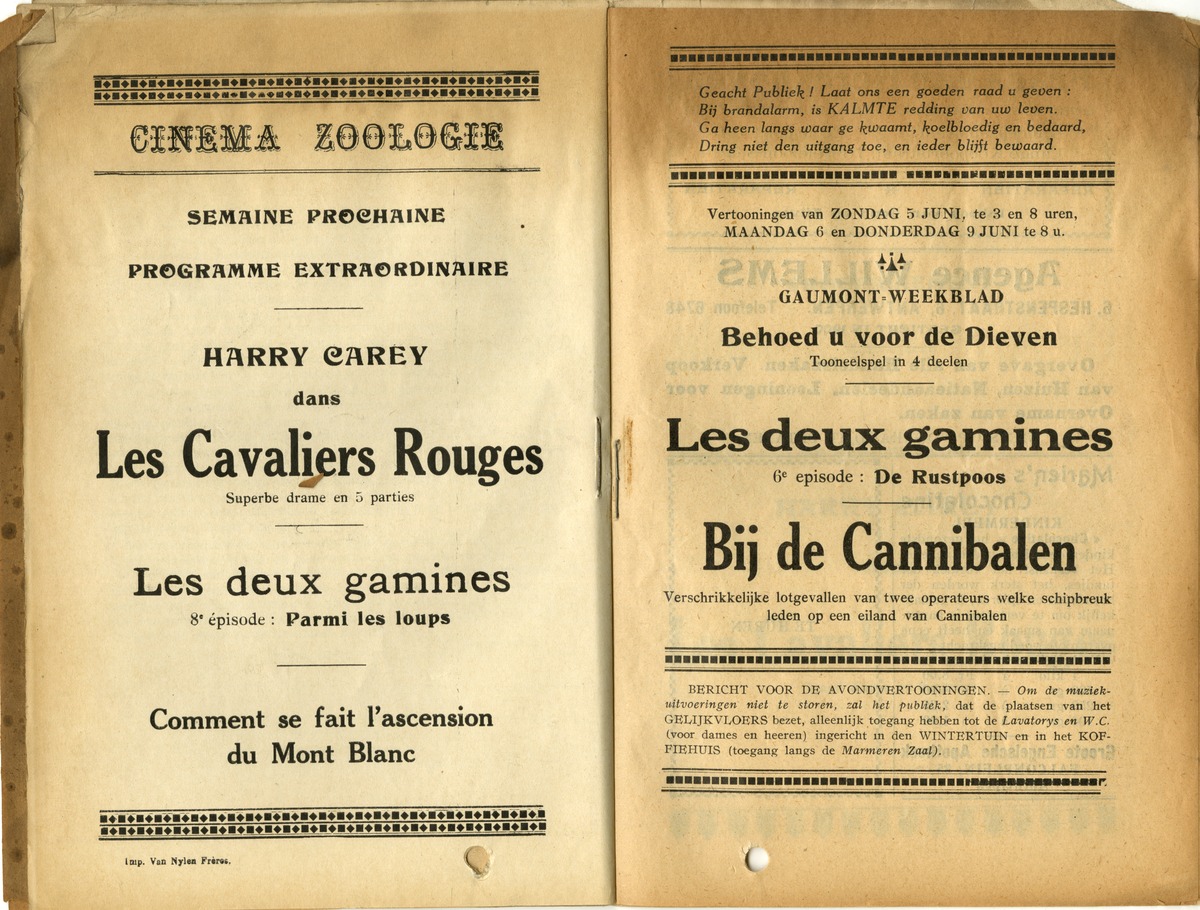 CINEMA ZOOLOGIE
SEMAINE PROCHAINE
PROGRAMME EXTRAORDINAIRE
HARRY CAREY
dans
Les Cavaliers Rouges
Superbe drame en 5 parties
Les deux gamines
8e épisode : Parmi les loups
Comment se fait l'ascension
du Mont Blanc
Imp. Van Nylen Frères.
Geacht Publiek ! Laat ons een goeden raad u geven :
Bij brandalarm, is KALMTE redding van uw leven.
Ga heen langs waar ge kwaamt, koelbloedig en bedaard,
Dring niet den uitgang toe, en ieder blijft bewaard.
Vertooningen van ZONDAG 5 JUNI, te 3 en 8 uren,
MAANDAG 6 en DONDERDAG 9 JUNI te 8 u.
GAUMONT-WEEKBLAD
Behoed u voor de Dieven
Tooneelspel in 4 deelen
Les deux gamines
6e episode : De Rustpoos
Bij de Cannibalen
Verschrikkelijke lotgevallen van twee operateurs welke schipbreuk
leden op een eiland van Cannibalen
BERICHT VOOR DE AVONDVERTOONINGEN. — Om de muziek-
uitvoeringen niet te storen, zal het publiek, dat de plaatsen van het
GELIJKVLOERS bezet, alleenlijk toegang hebben tot de Lavatorys en W.C.
(voor dames en heeren) ingericht in den WINTERTUIN en in het KOF-
FIEHUIS (toegang langs de Marmeren Zaal).